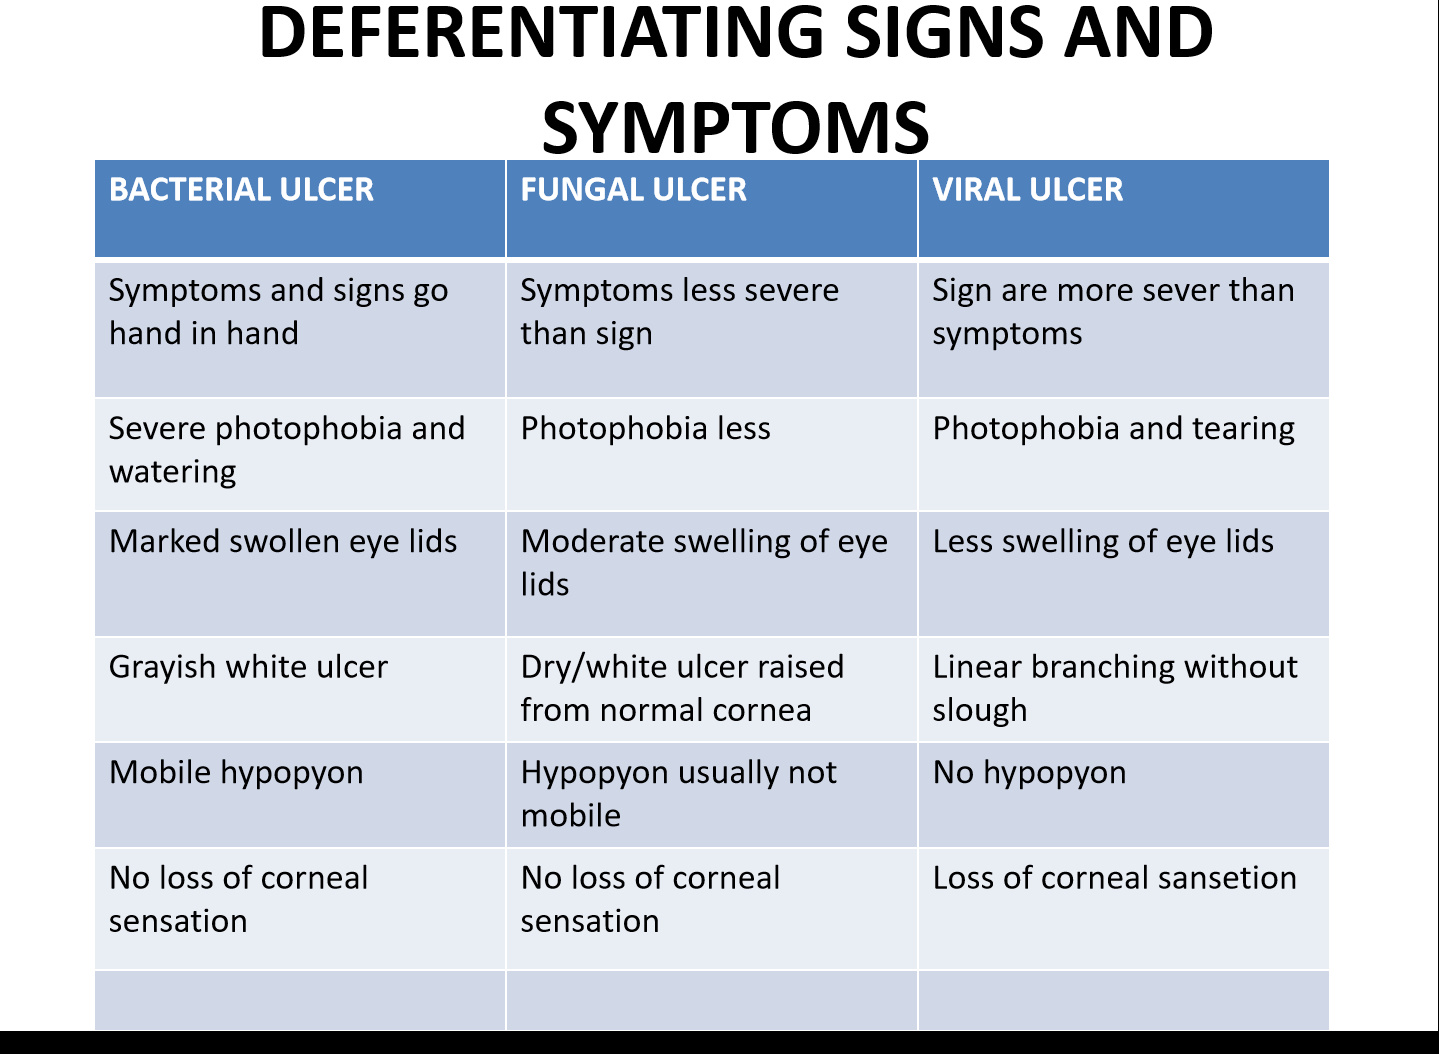 DEFERENTIATING SIGNS AND
SYMPTOMS
BACTERIAL ULCER
FUNGAL ULCER
VIRAL ULCER
Symptoms and signs go
hand in hand
Symptoms less severe
than sign
Sign are more sever than
symptoms
Severe photophobia and
watering
Photophobia less
Photophobia and tearing
Marked swollen eye lids
Moderate swelling of eye
lids
Less swelling of eye lids
Grayish white ulcer
Dry/white ulcer raised
from normal cornea
Linear branching without
slough
Mobile hypopyon
Hypopyon usually not
mobile
No hypopyon
No loss of corneal
sensation
No loss of corneal
sensation
Loss of corneal sansetion